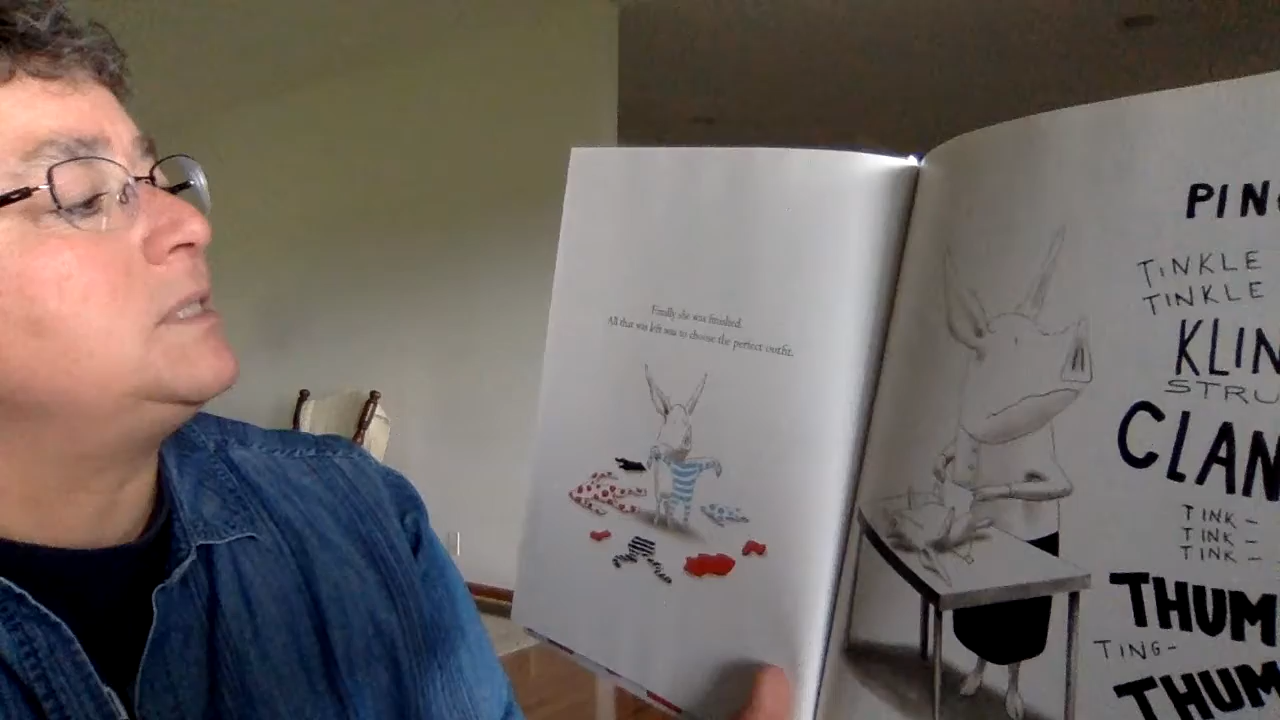 Finally she was finished.
All that was left was to choose the perfect outfit.
PIN
TINKLE
TINKLE
KLIN
STRU
CLAN
TINK-
TINK-
TINK-
THUM
TING-
THUM